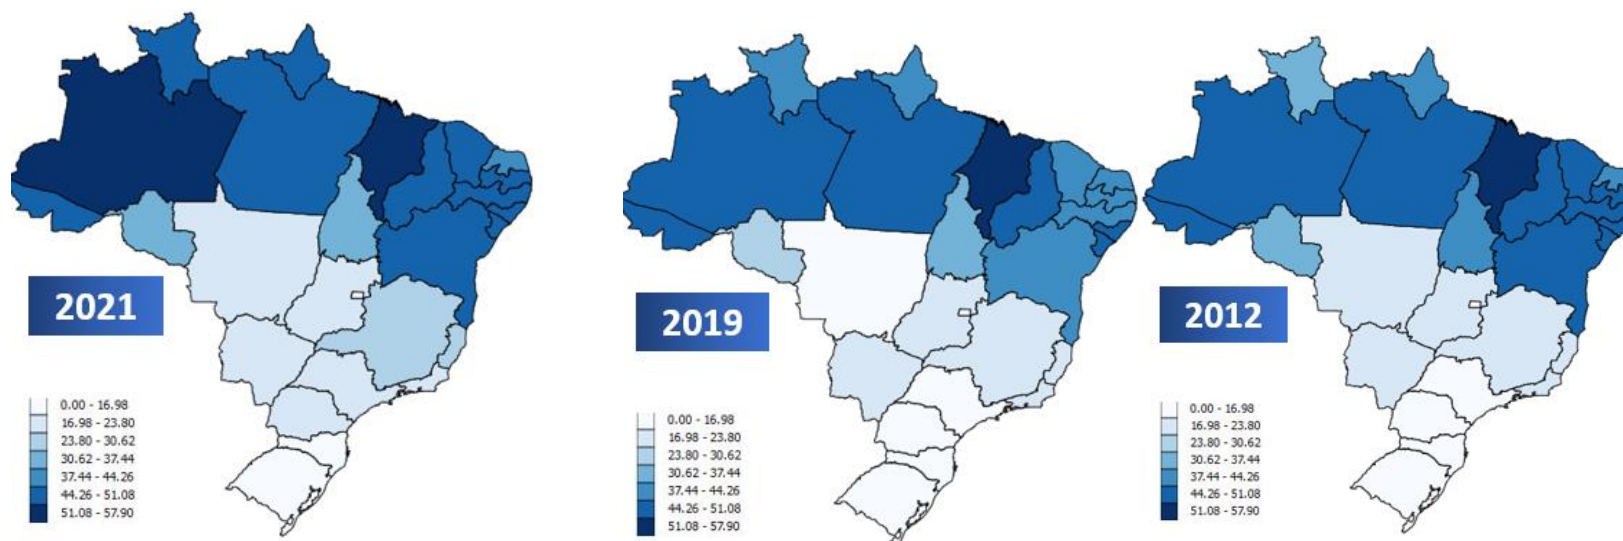 2021
0.00 - 16.98
16.98 - 23.80
23.80 - 30.62
30.62 - 37.44
37.44 - 44.26
44.26 - 51.08
51.08 - 57.90
2019
0.00 - 16.98
16.98 - 23.80
23.80 - 30.62
30.62 - 37.44
37.44 - 44.26
44.26 - 51.08
51.08 - 57.90
2012
0.00 - 16.98
16.98 - 23.80
23.80 - 30.62
30.62 - 37.44
37.44 - 44.26
44.26 - 51.08
51.08 - 57.90